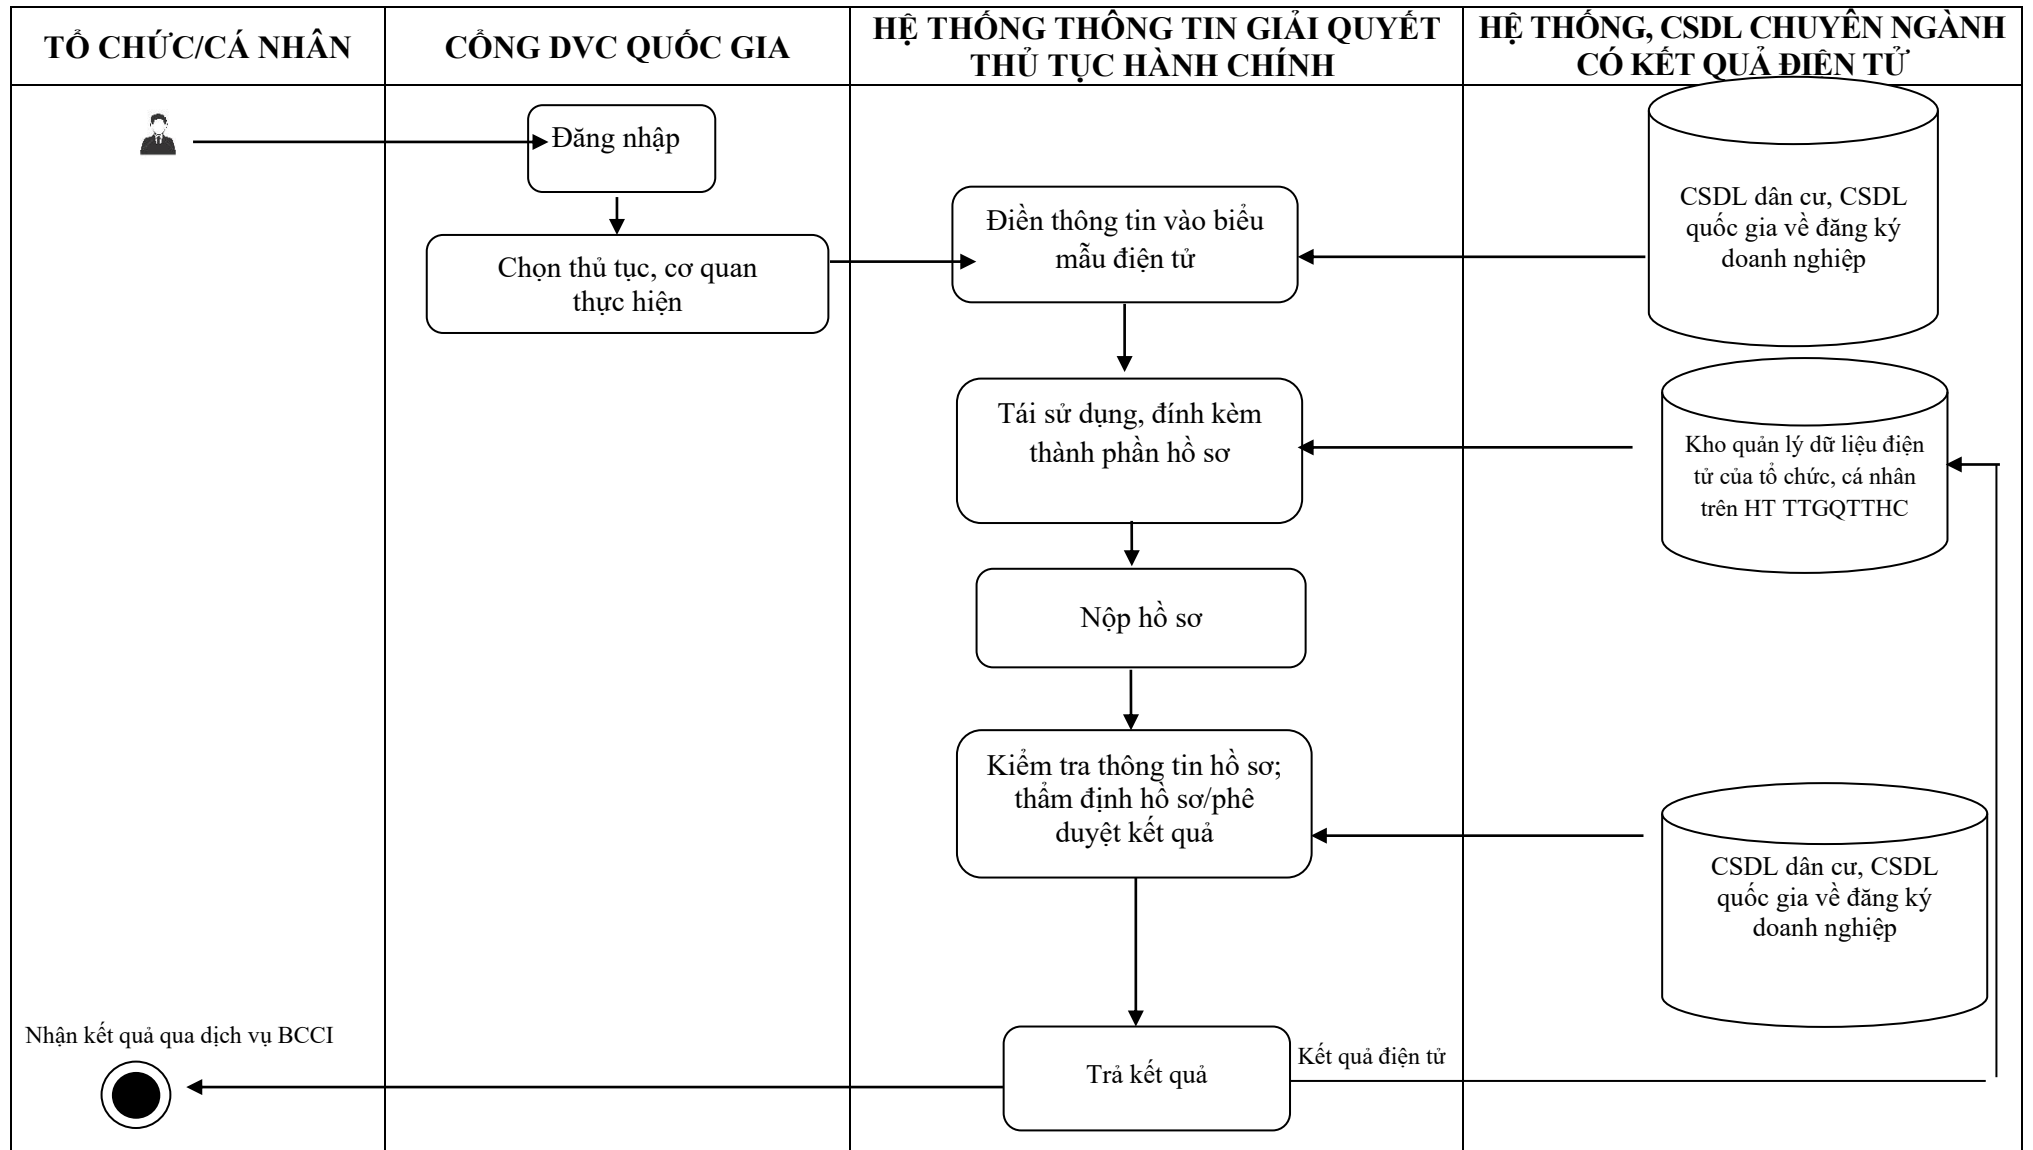 TỔ CHỨC/CÁ NHÂN
CỔNG DVC QUỐC GIA
HỆ THỐNG THÔNG TIN GIẢI QUYẾT
THỦ TỤC HÀNH CHÍNH
HỆ THỐNG, CSDL CHUYÊN NGÀNH
CÓ KẾT QUẢ ĐIỆN TỬ
Đăng nhập
Chọn thủ tục, cơ quan
thực hiện
Điền thông tin vào biểu
mẫu điện tử
CSDL dân cư, CSDL
quốc gia về đăng ký
doanh nghiệp
Tái sử dụng, đính kèm
thành phần hồ sơ
Kho quản lý dữ liệu điện
tử của tổ chức, cá nhân
trên HT TTGQTTHC
Nộp hồ sơ
Kiểm tra thông tin hồ sơ;
thẩm định hồ sơ/phê
duyệt kết quả
CSDL dân cư, CSDL
quốc gia về đăng ký
doanh nghiệp
Nhận kết quả qua dịch vụ BCCI
Trả kết quả
Kết quả điện tử